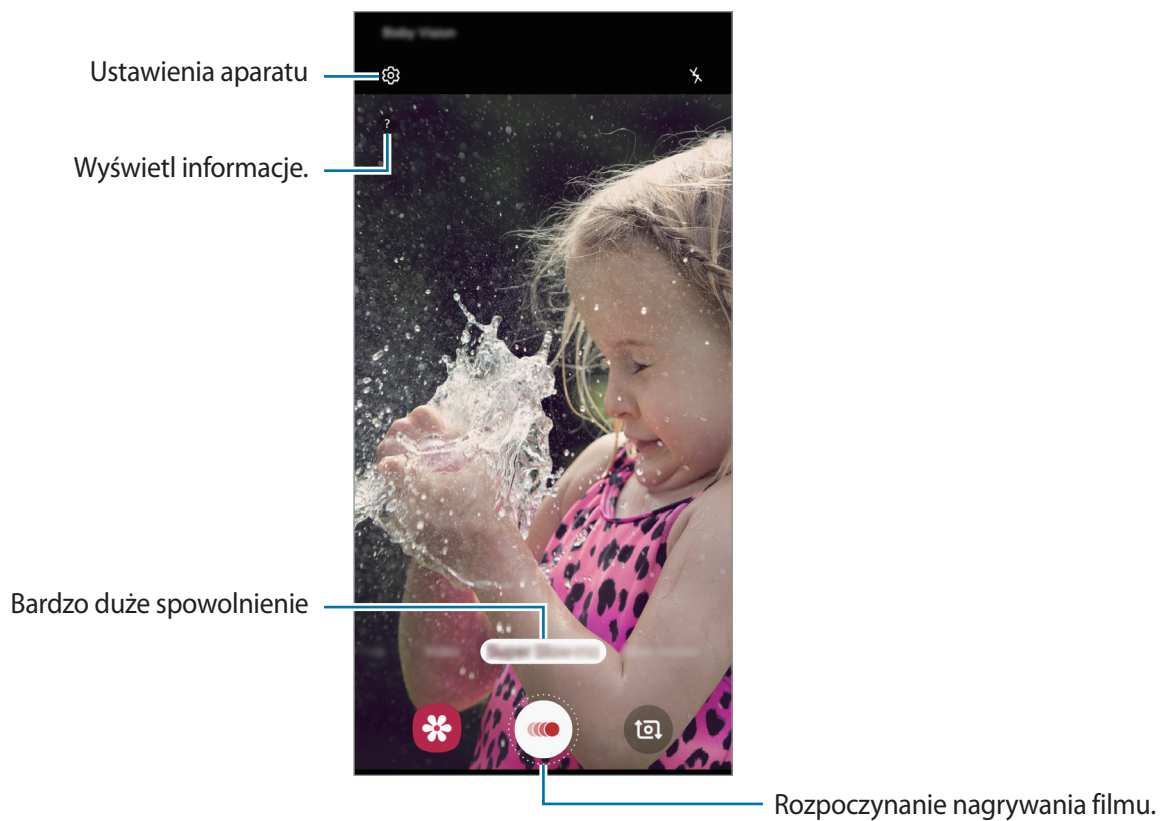 Ustawienia aparatu
?
Wyświetl informacje.
Bardzo duże spowolnienie
Rozpoczynanie nagrywania filmu.